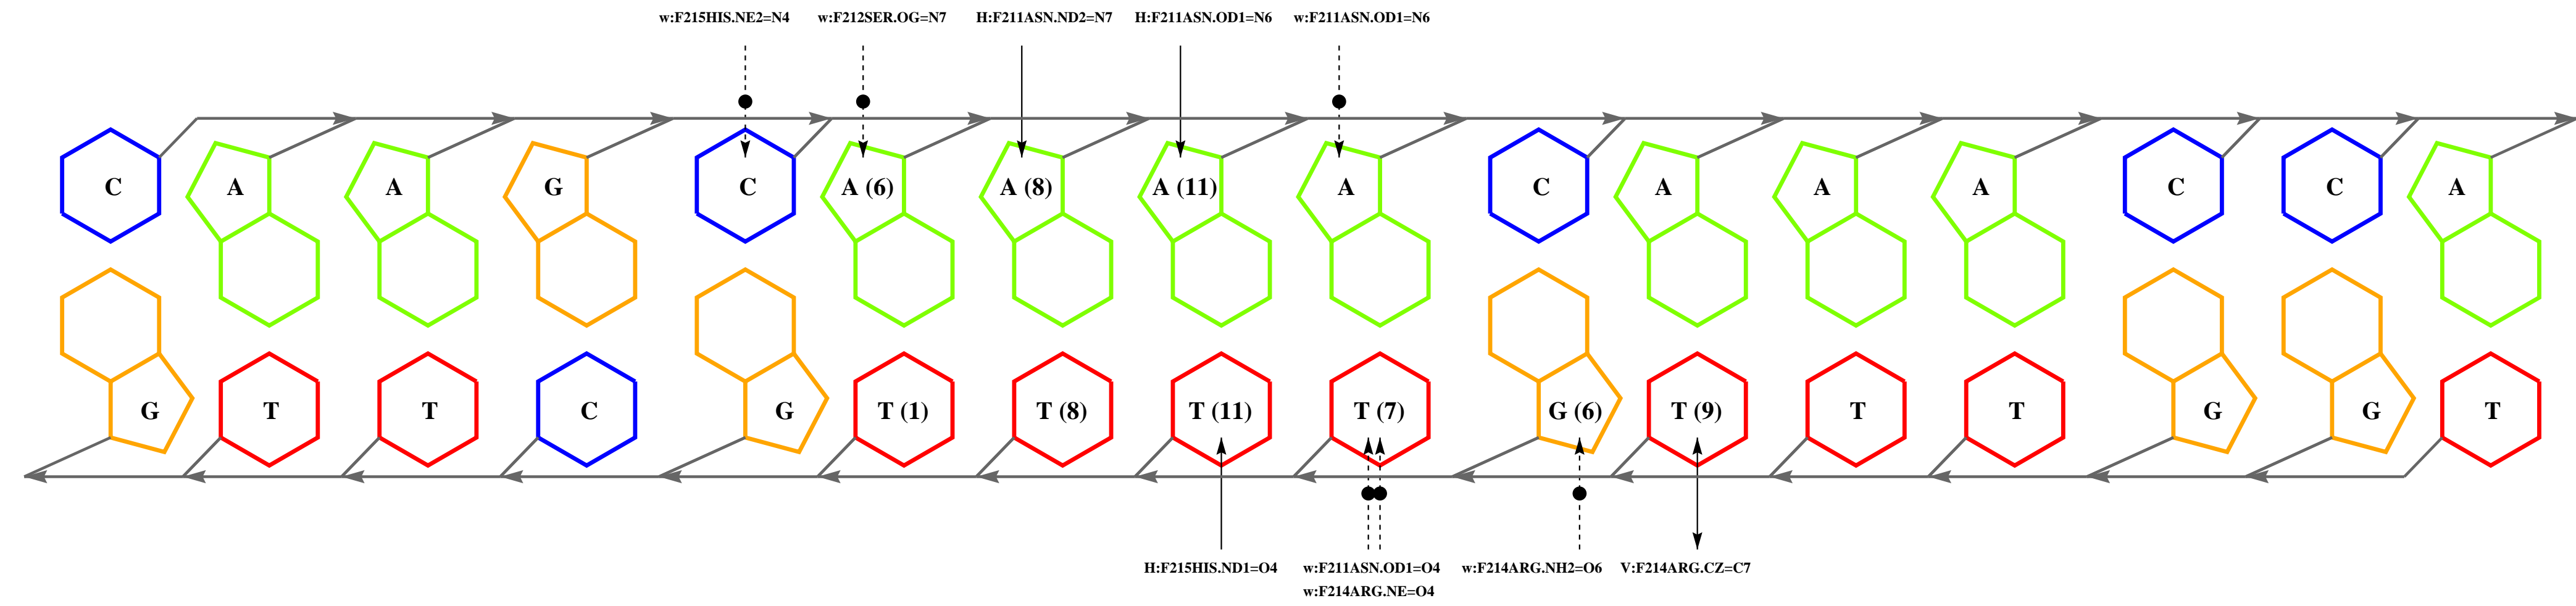 w:F215HIS.NE2=N4 w:F212SER.OG=N7 H:F211ASN.ND2=N7 H:F211ASN.OD1=N6 w:F211ASN.OD1=N6
C A A G C A (6) A (8) A (11) A C A A A C C A
G T T C G T (1) T (8) T (11) T (7) G (6) T (9) T T G G T
H:F215HIS.ND1=O4 w:F211ASN.OD1=O4 w:F214ARG.NH2=O6 V:F214ARG.CZ=C7
w:F214ARG.NE=O4